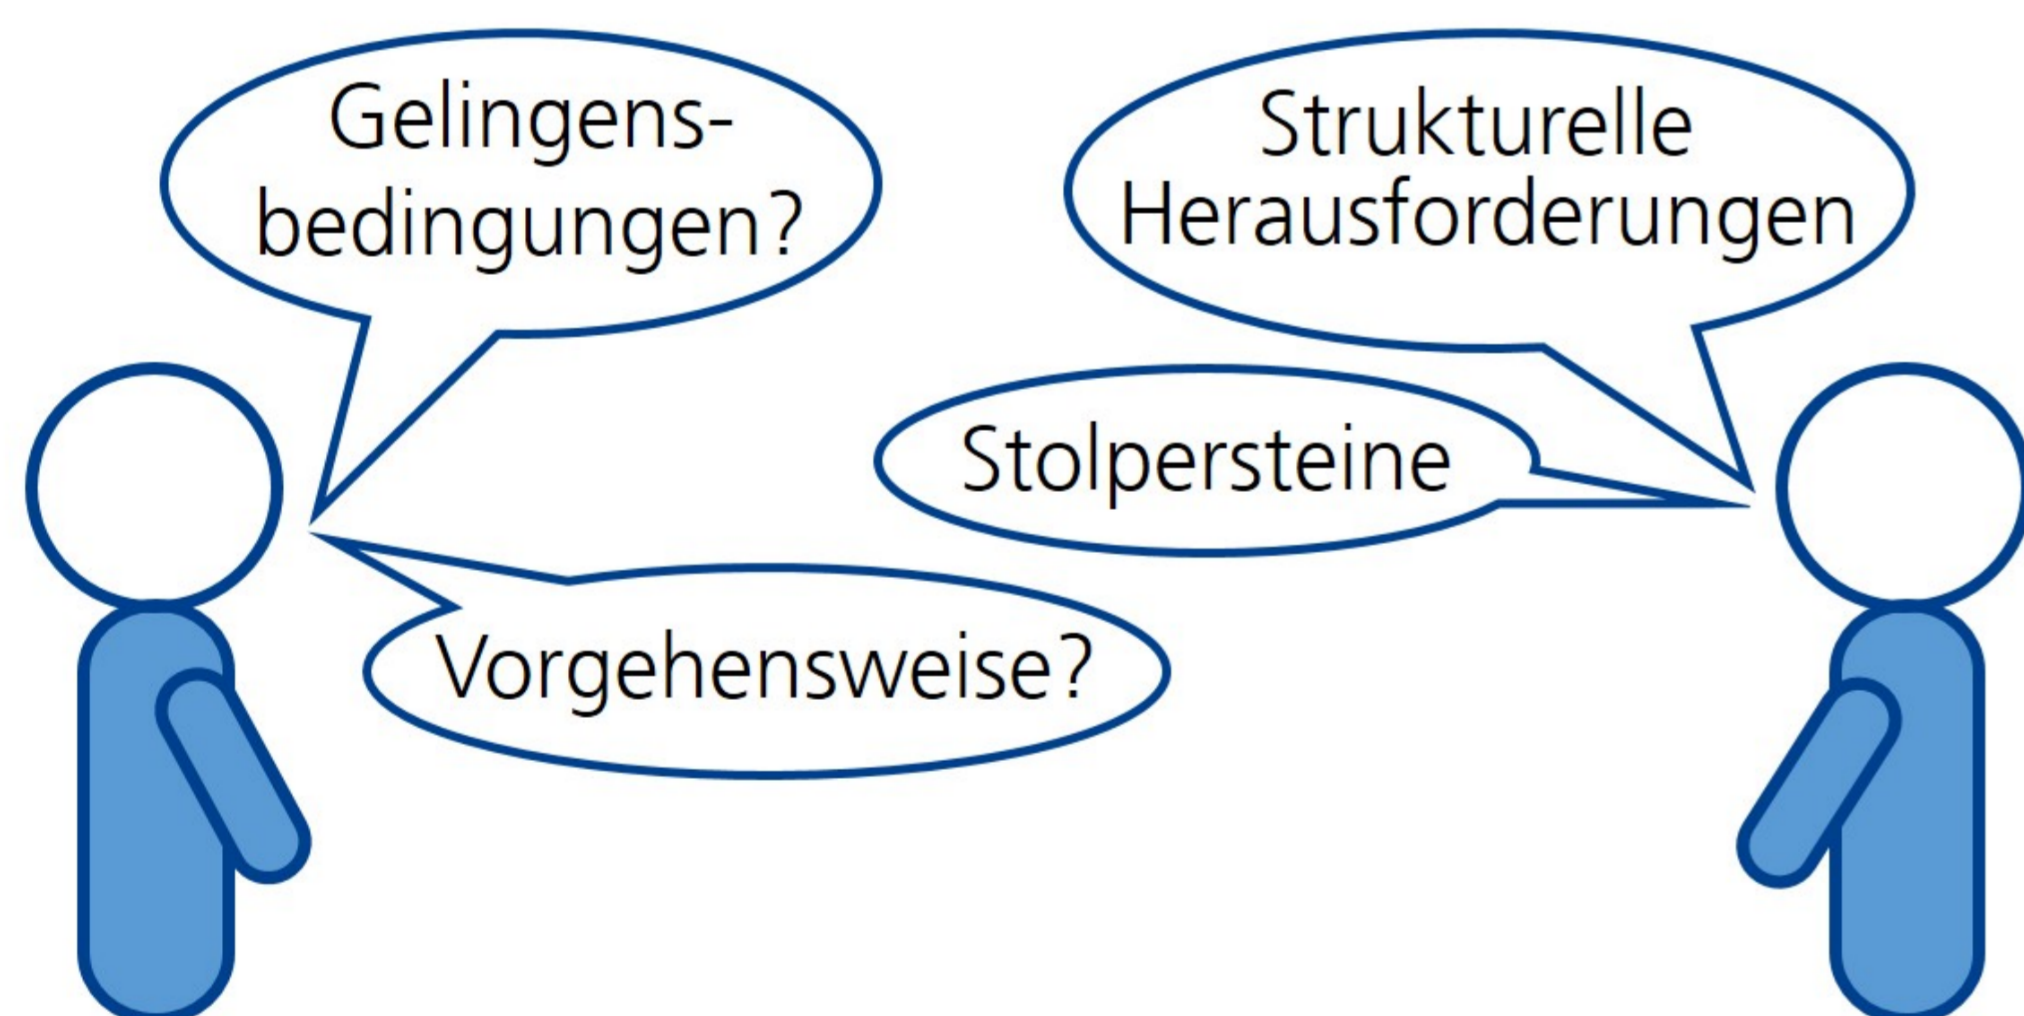 Gelingens-
bedingungen?
Strukturelle
Herausforderungen
Stolpersteine
Vorgehensweise?